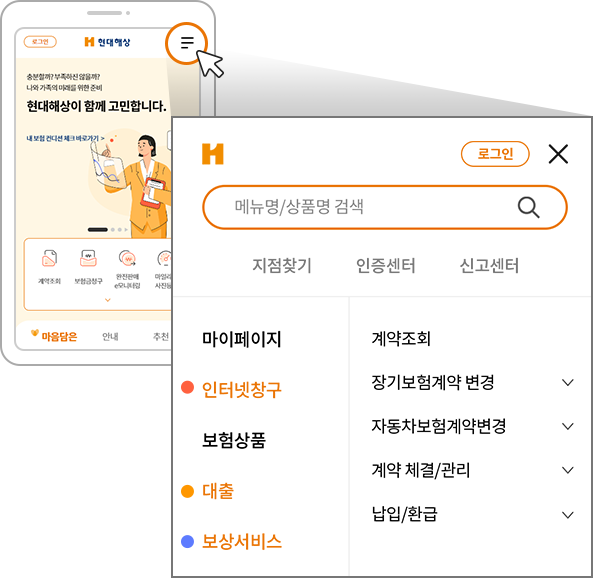 로그인
현대해상
충분할까? 부족하진 않을까?
나와 가족의 미래를 위한 준비
현대해상이 함께 고민합니다.
내 보험 컨디션 체크 바로가기 >
계약조회
보험금청구
완전판매
e모니터링
마일리
사진등
마음담은
안내
추천
로그인
메뉴명/상품명 검색
지점찾기
인증센터
신고센터
마이페이지
인터넷창구
보험상품
대출
보상서비스
계약조회
장기보험계약 변경
자동차보험계약변경
계약 체결/관리
납입/환급